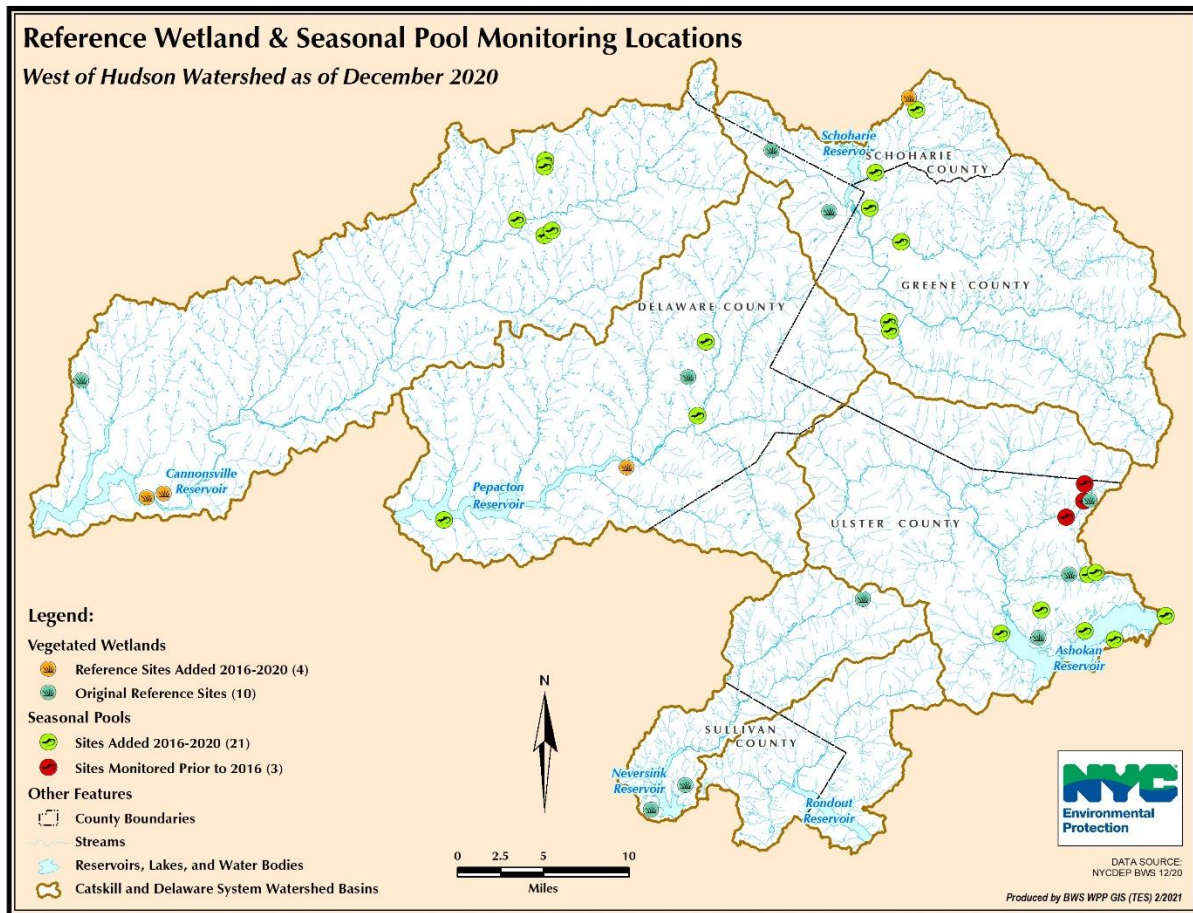 Reference Wetland & Seasonal Pool Monitoring Locations
West of Hudson Watershed as of December 2020
Schoharie
Reservoir
SCHOHARIE
COUNTY
GREENE COUNTY
DELAWARE COUNTY
Cannonsville
Reservoir
Pepacton
Reservoir
ULSTER COUNTY
Ashokan
Reservoir
SULLIVAN
COUNTY
Neversink
Reservoir
Rondout
Reservoir
Legend:
Vegetated Wetlands
Reference Sites Added 2016-2020 (4)
Original Reference Sites (10)
Seasonal Pools
Sites Added 2016-2020 (21)
Sites Monitored Prior to 2016 (3)
Other Features
County Boundaries
Streams
Reservoirs, Lakes, and Water Bodies
Catskill and Delaware System Watershed Basins
N
0 2.5 5 10
Miles
NYC
Environmental
Protection
DATA SOURCE:
NYCDEP BWS 12/20
Produced by BWS WPP GIS (TES) 2/2021